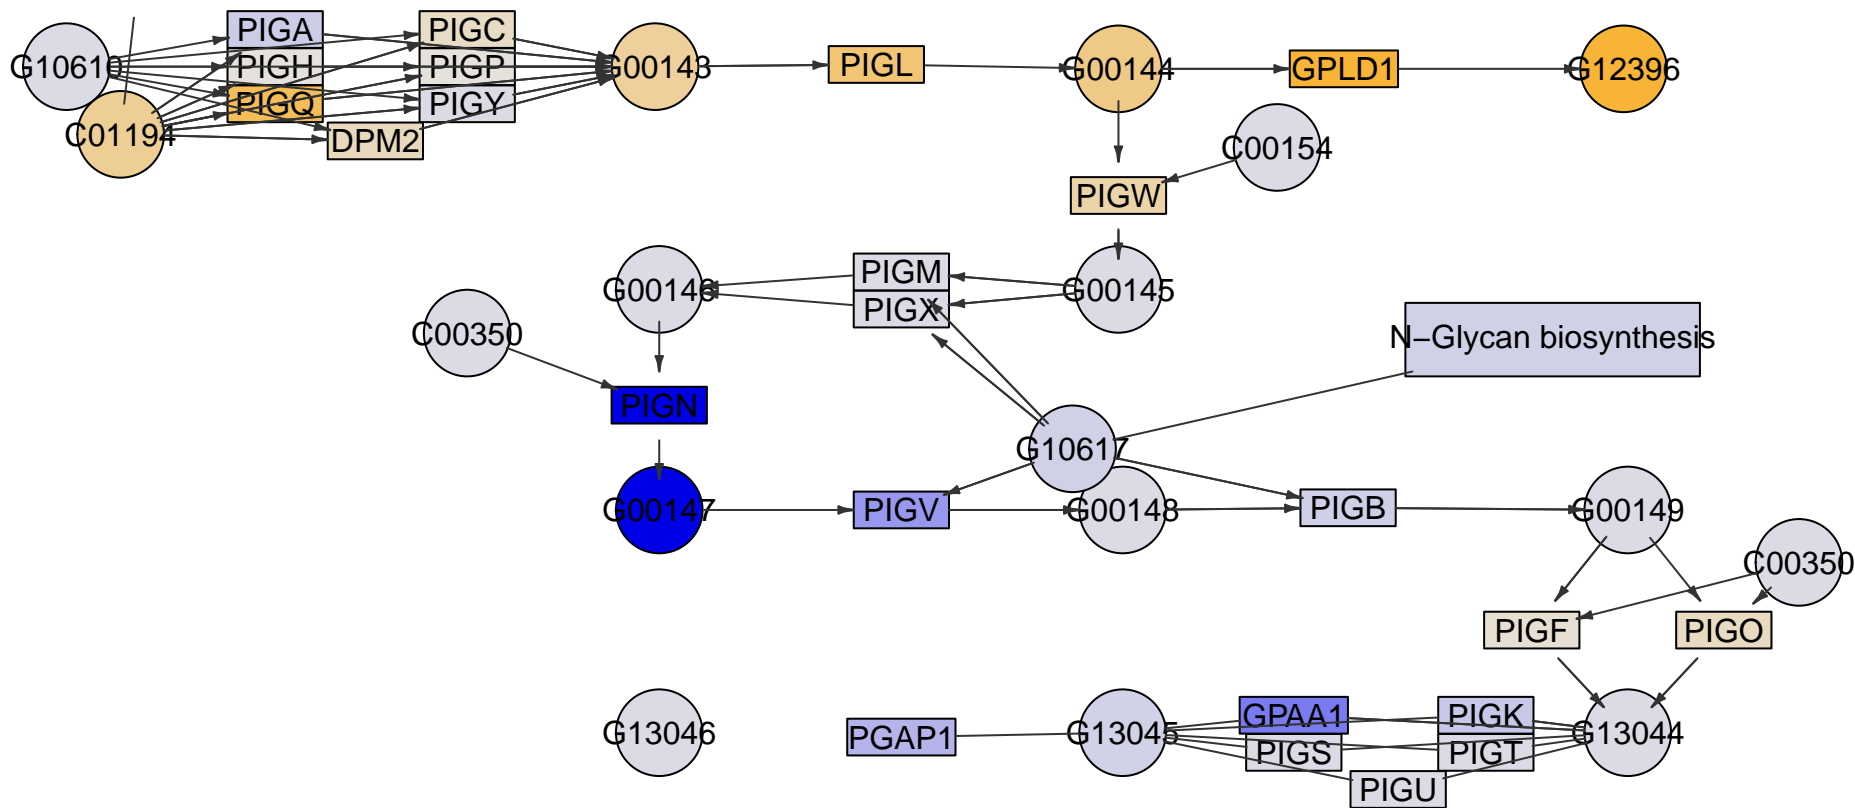 PIGA
PIGC
G10610
PIGH
PIGP
G00143
PIGL
G00144
GPLD1
G12396
PIGQ
PIGY
C01194
DPM2
C00154
PIGW
PIGM
G00146
G00145
PIGX
C00350
N–Glycan biosynthesis
PIGN
G10617
G00147
PIGV
G00148
PIGB
G00149
C00350
PIGF
PIGO
GPAA1
PIGK
G13046
PGAP1
G13045
G13044
PIGS
PIGT
PIGU